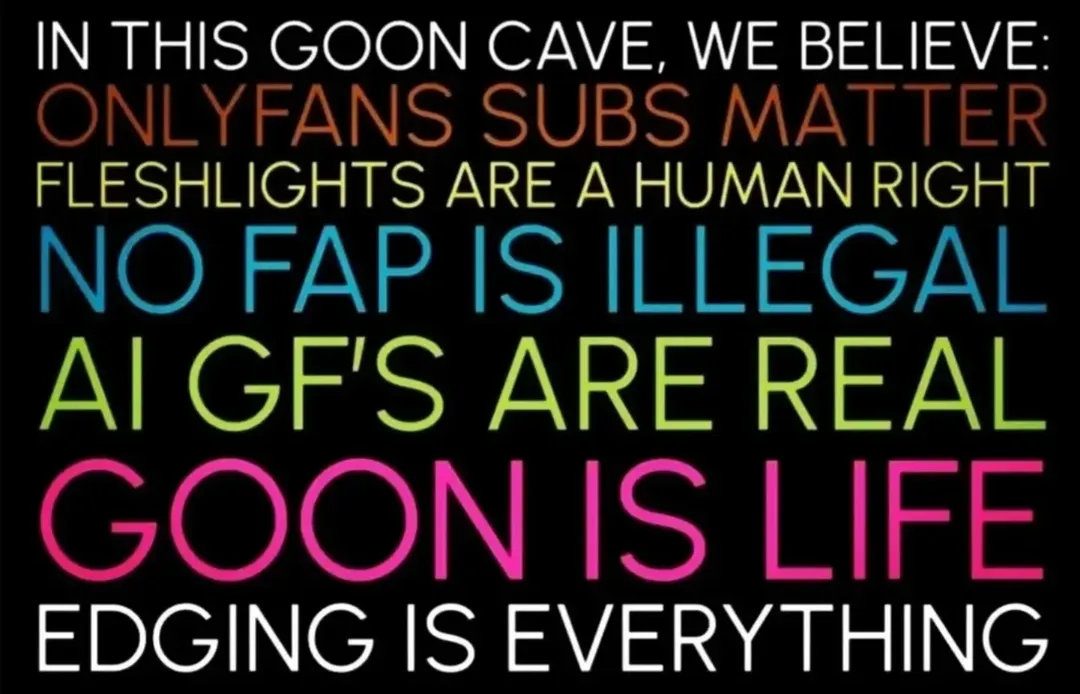 IN THIS GOON CAVE, WE BELIEVE:
ONLYFANS SUBS MATTER
FLESHLIGHTS ARE A HUMAN RIGHT
NO FAP IS ILLEGAL
AI GF'S ARE REAL
GOON IS LIFE
EDGING IS EVERYTHING